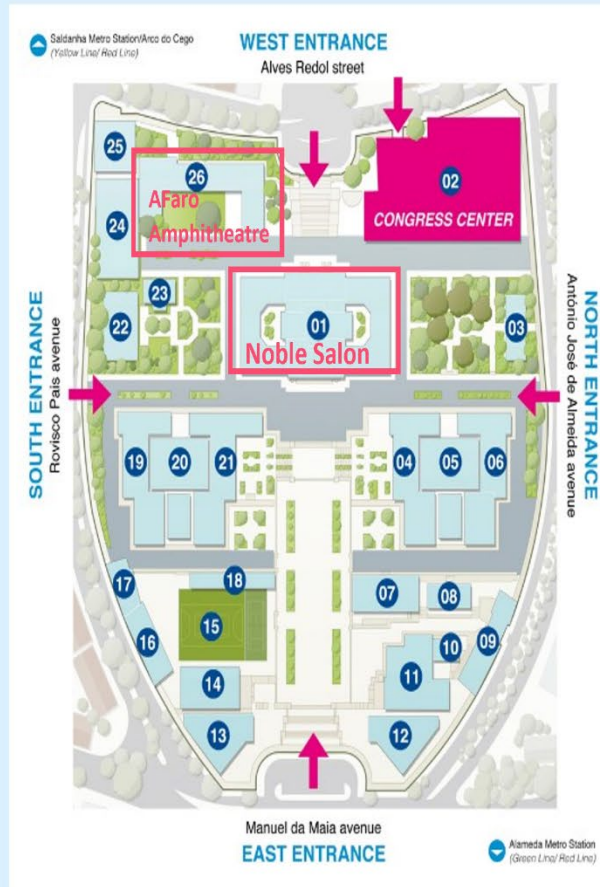 Saldanha Metro Station/Arco do Cego
(Yellow Line/ Red Line)
WEST ENTRANCE
Alves Redol street
25
26
AFaro
Amphitheatre
24
02
CONGRESS CENTER
23
22
01
Noble Salon
03
SOUTH ENTRANCE
Rovisco Pais avenue
NORTH ENTRANCE
António José de Almeida avenue
19
20
21
04
05
06
17
18
07
08
16
15
09
10
14
11
13
12
Manuel da Maia avenue
EAST ENTRANCE
Alameda Metro Station
(Green Line/ Red Line)